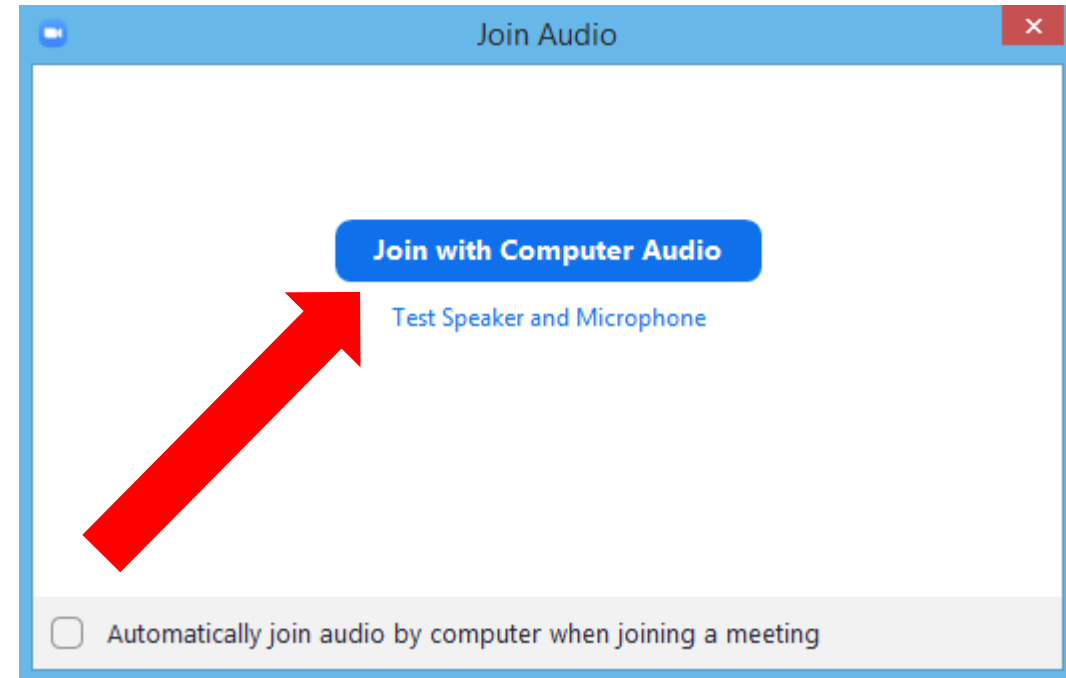 Join Audio
Join with Computer Audio
Test Speaker and Microphone
Automatically join audio by computer when joining a meeting